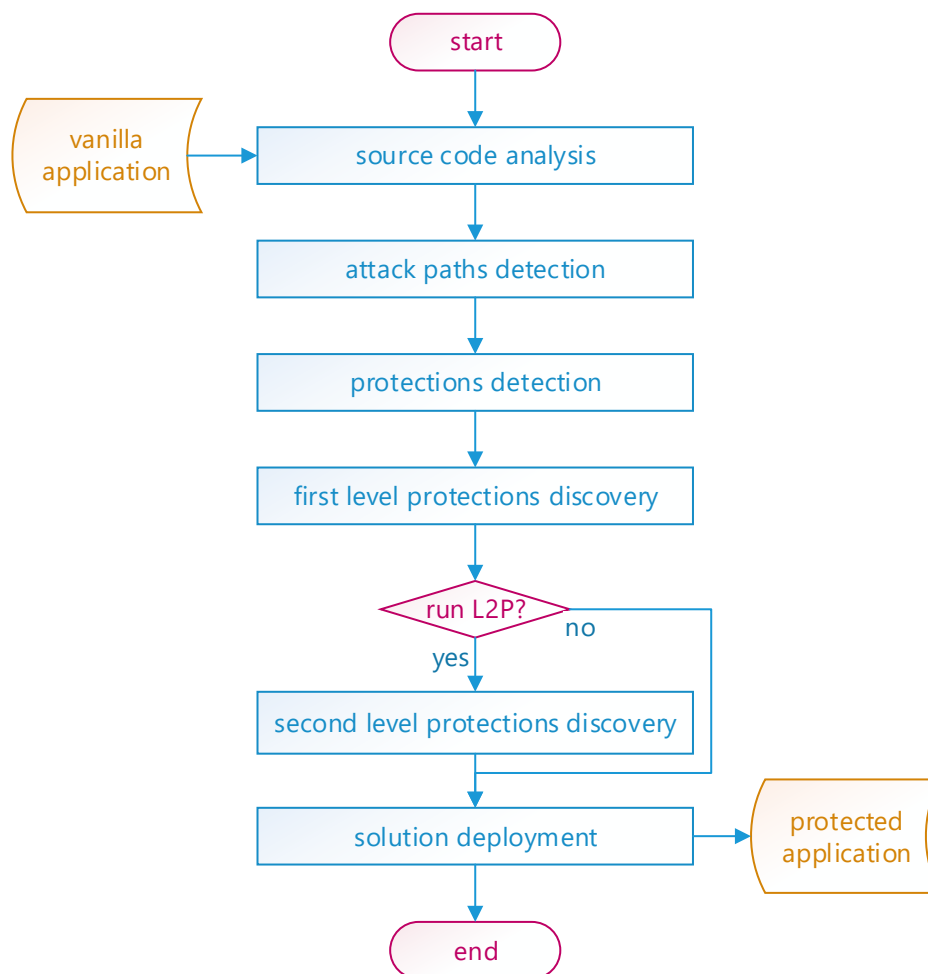 start
vanilla
application
source code analysis
attack paths detection
protections detection
first level protections discovery
run L2P?
no
yes
second level protections discovery
solution deployment
protected
application
end